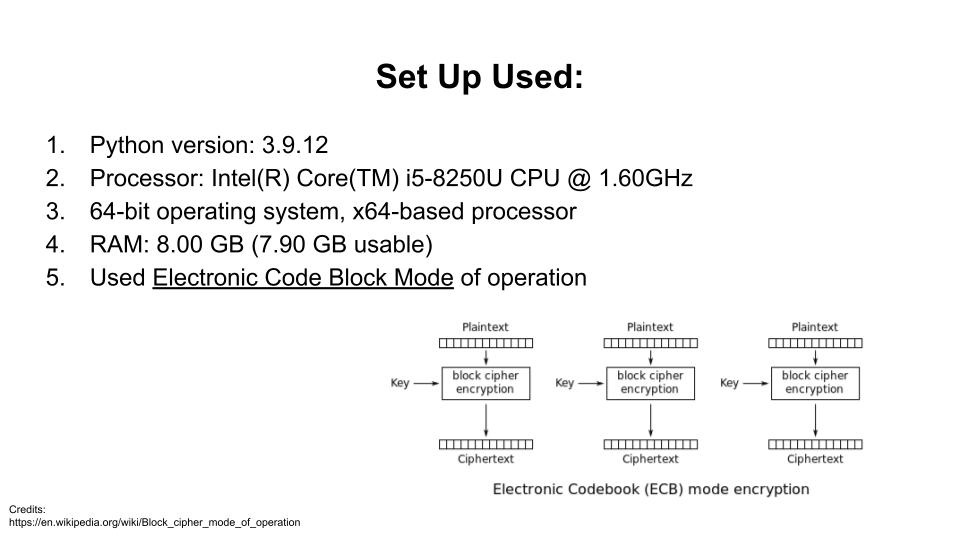 Set Up Used:
1. Python version: 3.9.12
2. Processor: Intel(R) Core(TM) i5-8250U CPU @ 1.60GHz
3. 64-bit operating system, x64-based processor
4. RAM: 8.00 GB (7.90 GB usable)
5. Used Electronic Code Block Mode of operation
Plaintext Plaintext Plaintext
Key block cipher encryption Key block cipher encryption Key block cipher encryption
Ciphertext Ciphertext Ciphertext
Electronic Codebook (ECB) mode encryption
Credits:
https://en.wikipedia.org/wiki/Block_cipher_mode_of_operation